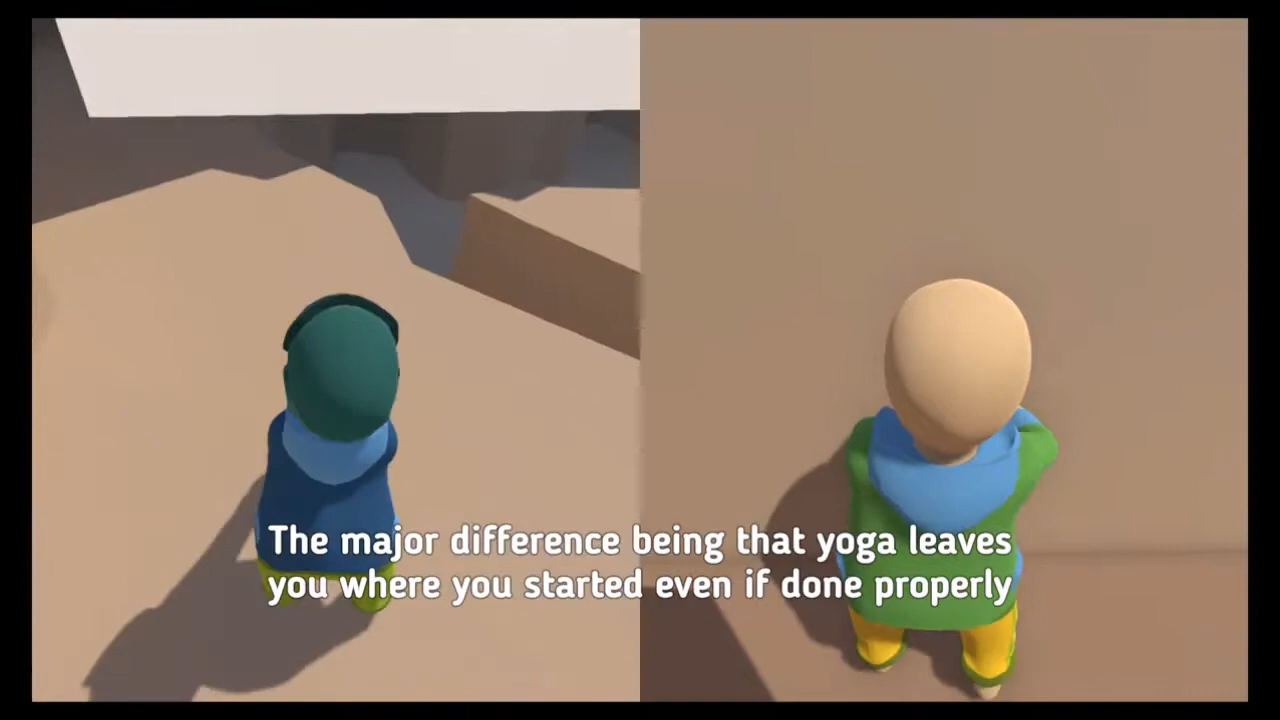 The major difference being that yoga leaves
you where you started even if done properly